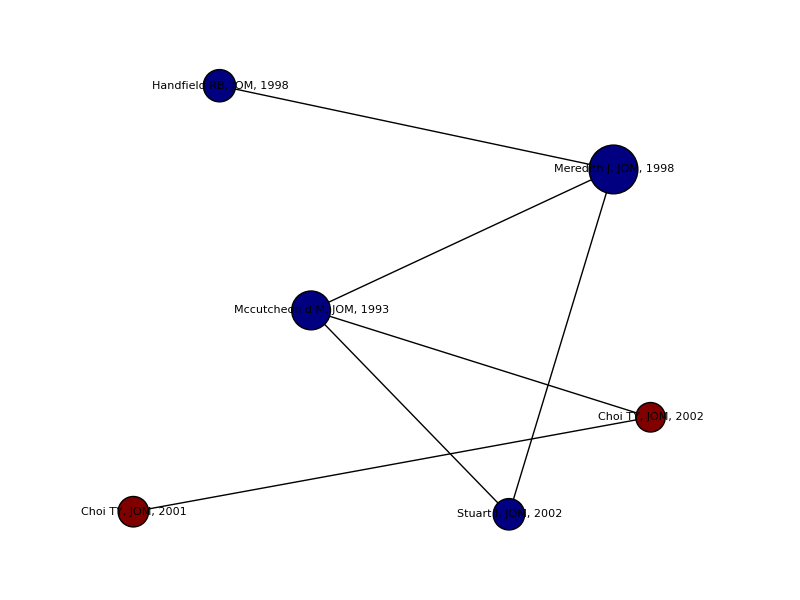 Handfield RB, JOM, 1998
Meredith J, JOM, 1998
Mccutcheon d M, JOM, 1993
Choi TY, JOM, 2002
Choi TY, JOM, 2001
Stuart I, JOM, 2002